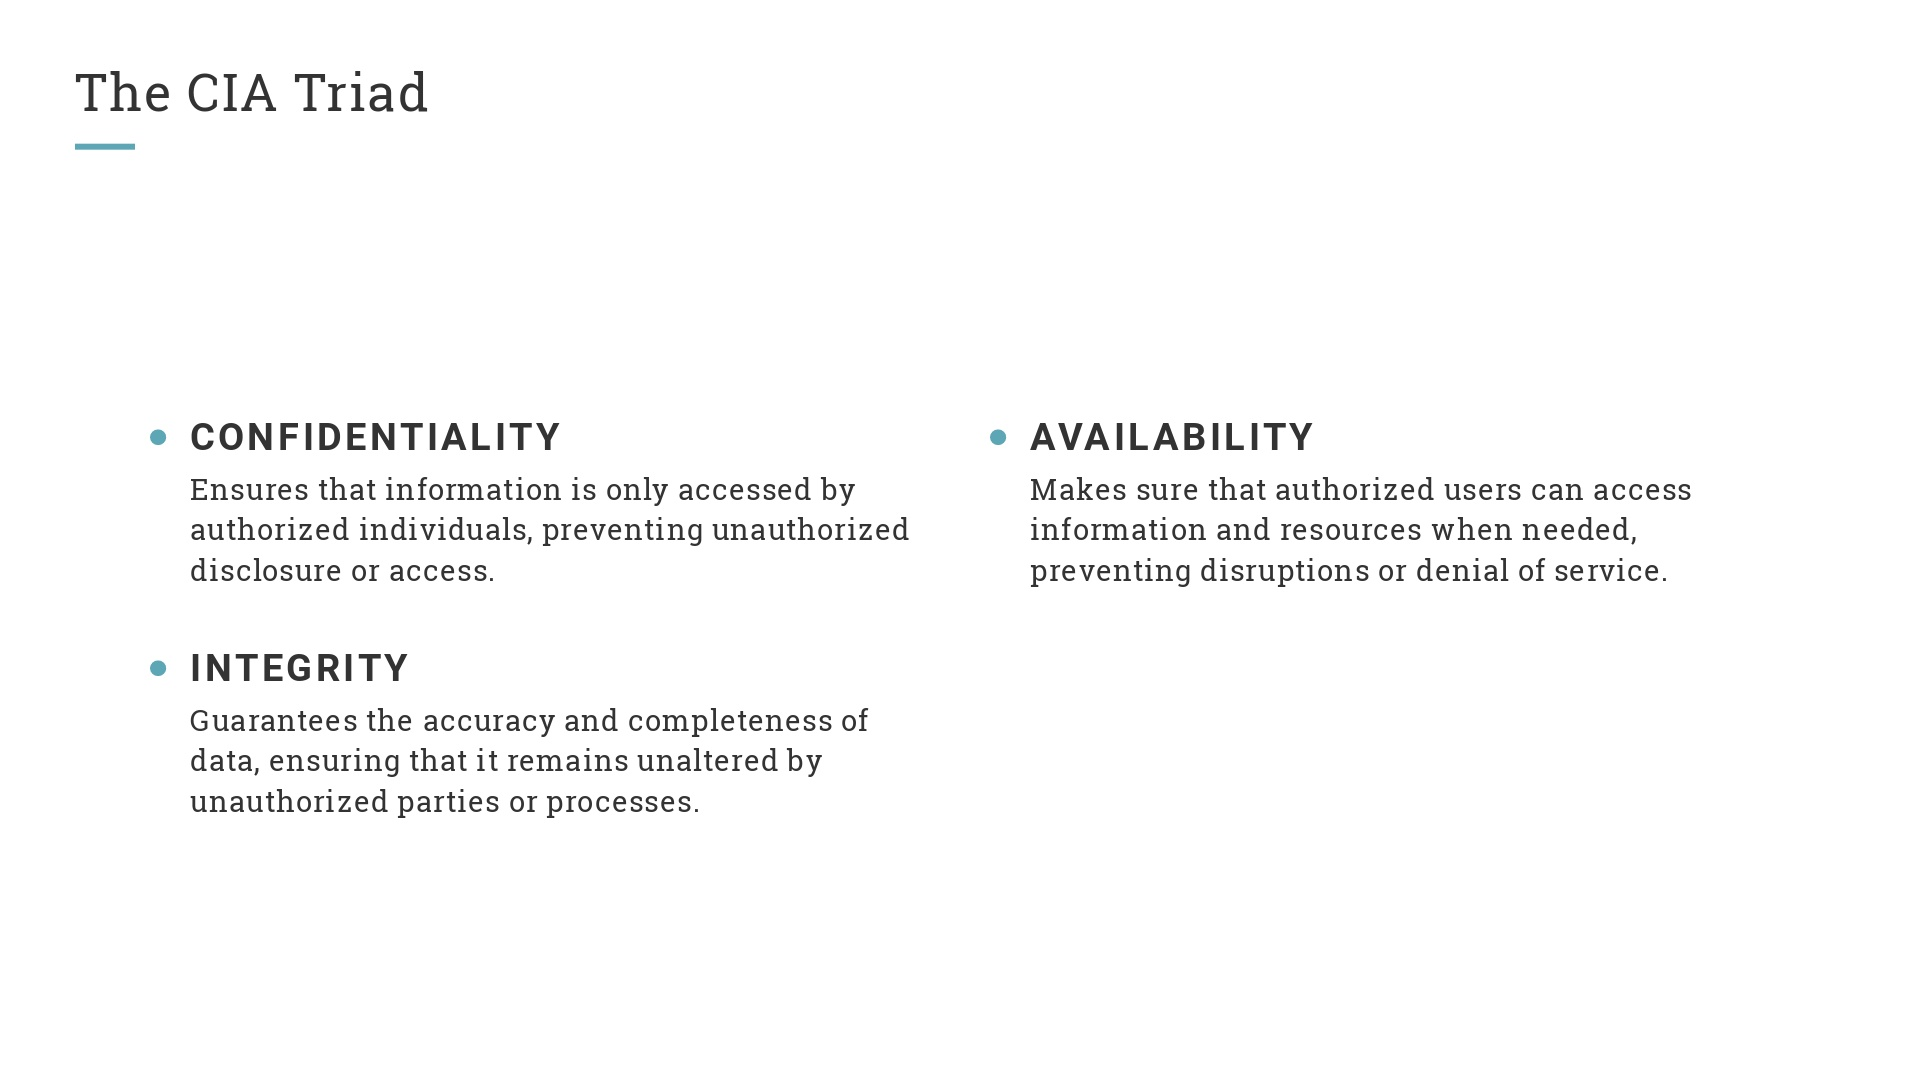 The CIA Triad
CONFIDENTIALITY
Ensures that information is only accessed by
authorized individuals, preventing unauthorized
disclosure or access.
INTEGRITY
Guarantees the accuracy and completeness of
data, ensuring that it remains unaltered by
unauthorized parties or processes.
AVAILABILITY
Makes sure that authorized users can access
information and resources when needed,
preventing disruptions or denial of service.